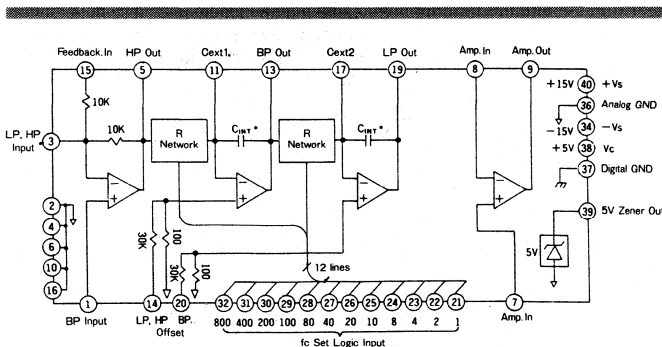 Feedback.In HP Out Cext1. BP Out Cext2 LP Out Amp.In Amp.Out
15 5 11 13 17 19 8 9
+15V 40 +Vs
36 Analog GND
-15V 34 -Vs
+5V 38 Vc
37 Digital GND
39 5V Zener Out
5V
10K
LP, HP
Input
3
10K
R
Network
CINT*
R
Network
CINT*
2
4
6
10
16
30K
100
30K
100
12 lines
1 14 20 32 31 30 29 28 27 26 25 24 23 22 21 7
BP Input LP, HP BP..
Offset
800 400 200 100 80 40 20 10 8 4 2 1
Amp.In
fc Set Logic Input